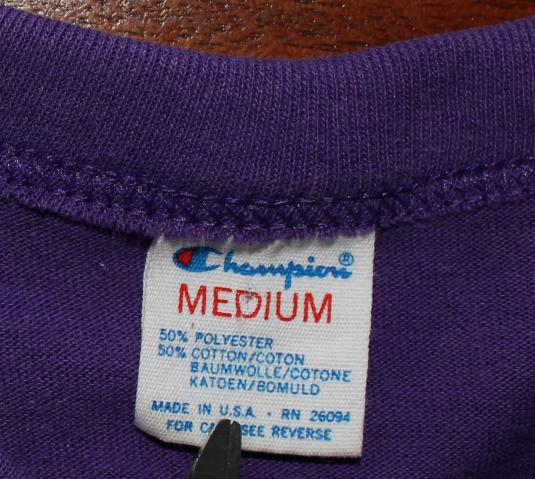 Champion®
MEDIUM
50% POLYESTER
50% COTTON/COTON
BAUMWOLLE/COTONE
KATOEN/BOMULD
MADE IN U.S.A. · RN 26094
FOR SEE REVERSE